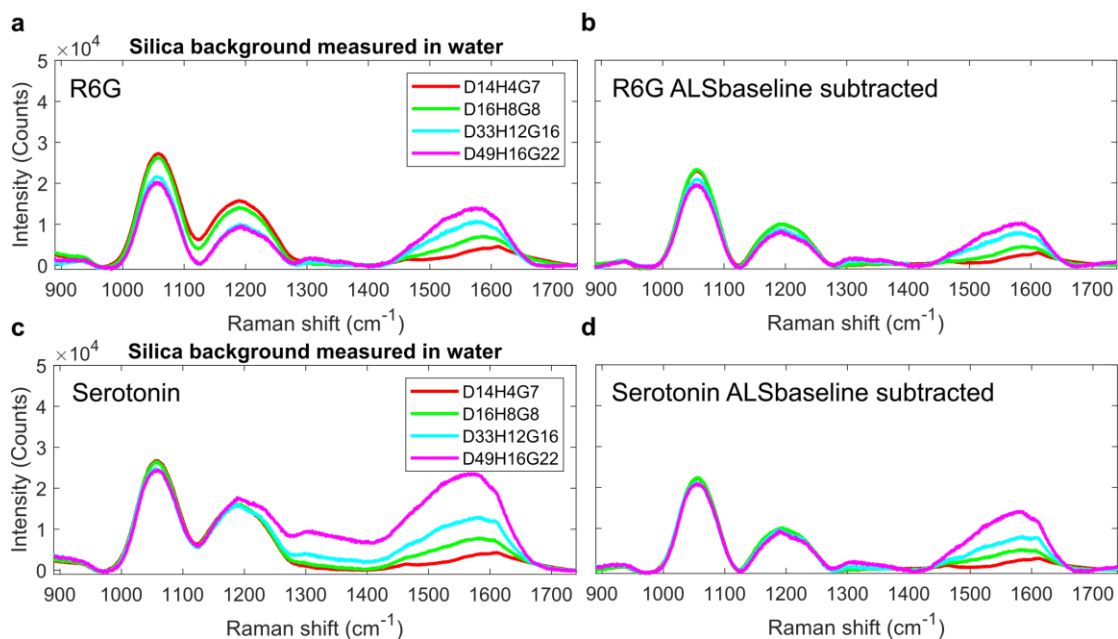 a
Silica background measured in water
×10⁴
R6G
D14H4G7
D16H8G8
D33H12G16
D49H16G22
Intensity (Counts)
5
4
3
2
1
0
900 1000 1100 1200 1300 1400 1500 1600 1700
Raman shift (cm⁻¹)
b
R6G ALSbaseline subtracted
900 1000 1100 1200 1300 1400 1500 1600 1700
Raman shift (cm⁻¹)
c
Silica background measured in water
×10⁴
Serotonin
D14H4G7
D16H8G8
D33H12G16
D49H16G22
Intensity (Counts)
5
4
3
2
1
0
900 1000 1100 1200 1300 1400 1500 1600 1700
Raman shift (cm⁻¹)
d
Serotonin ALSbaseline subtracted
900 1000 1100 1200 1300 1400 1500 1600 1700
Raman shift (cm⁻¹)